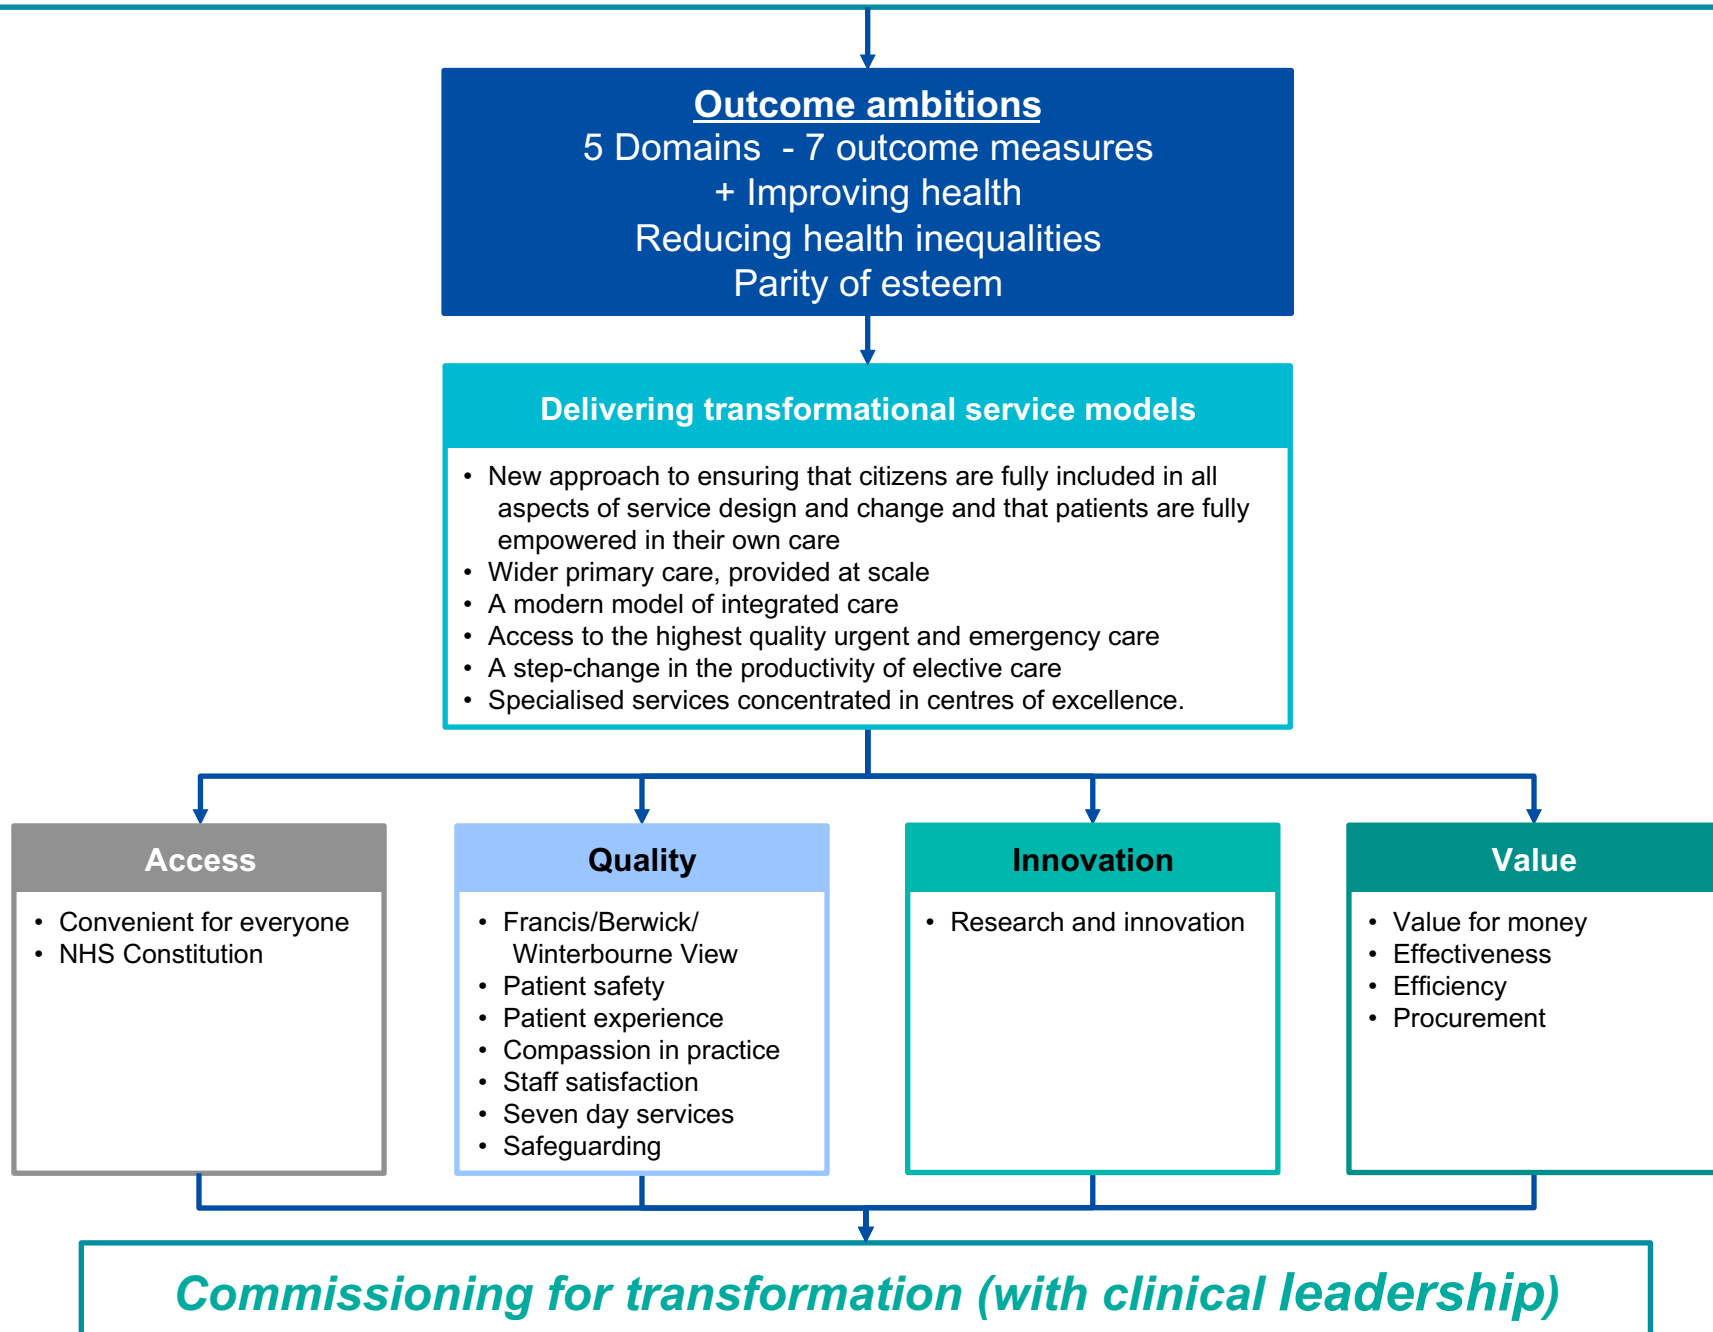 Outcome ambitions
5 Domains - 7 outcome measures
+ Improving health
Reducing health inequalities
Parity of esteem
Delivering transformational service models
• New approach to ensuring that citizens are fully included in all
aspects of service design and change and that patients are fully
empowered in their own care
• Wider primary care, provided at scale
• A modern model of integrated care
• Access to the highest quality urgent and emergency care
• A step-change in the productivity of elective care
• Specialised services concentrated in centres of excellence.
Access
• Convenient for everyone
• NHS Constitution
Quality
• Francis/Berwick/
Winterbourne View
• Patient safety
• Patient experience
• Compassion in practice
• Staff satisfaction
• Seven day services
• Safeguarding
Innovation
• Research and innovation
Value
• Value for money
• Effectiveness
• Efficiency
• Procurement
Commissioning for transformation (with clinical leadership)